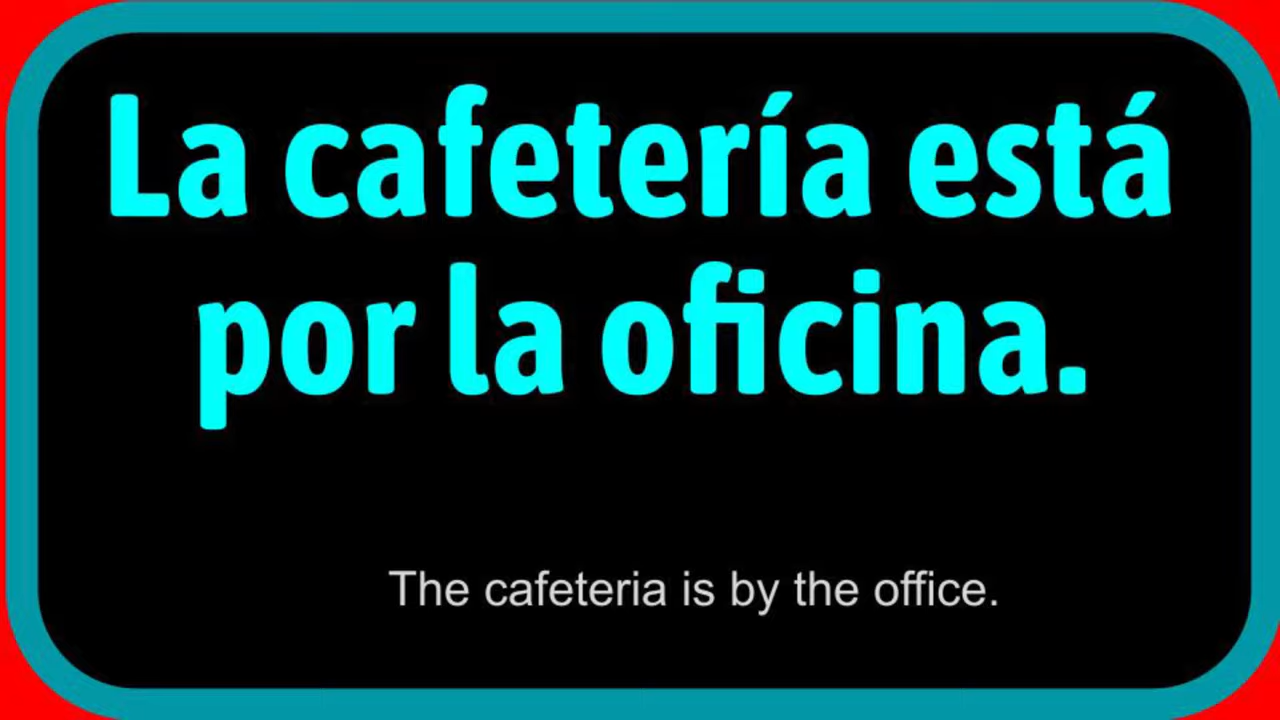 La cafetería está
por la oficina.
The cafeteria is by the office.